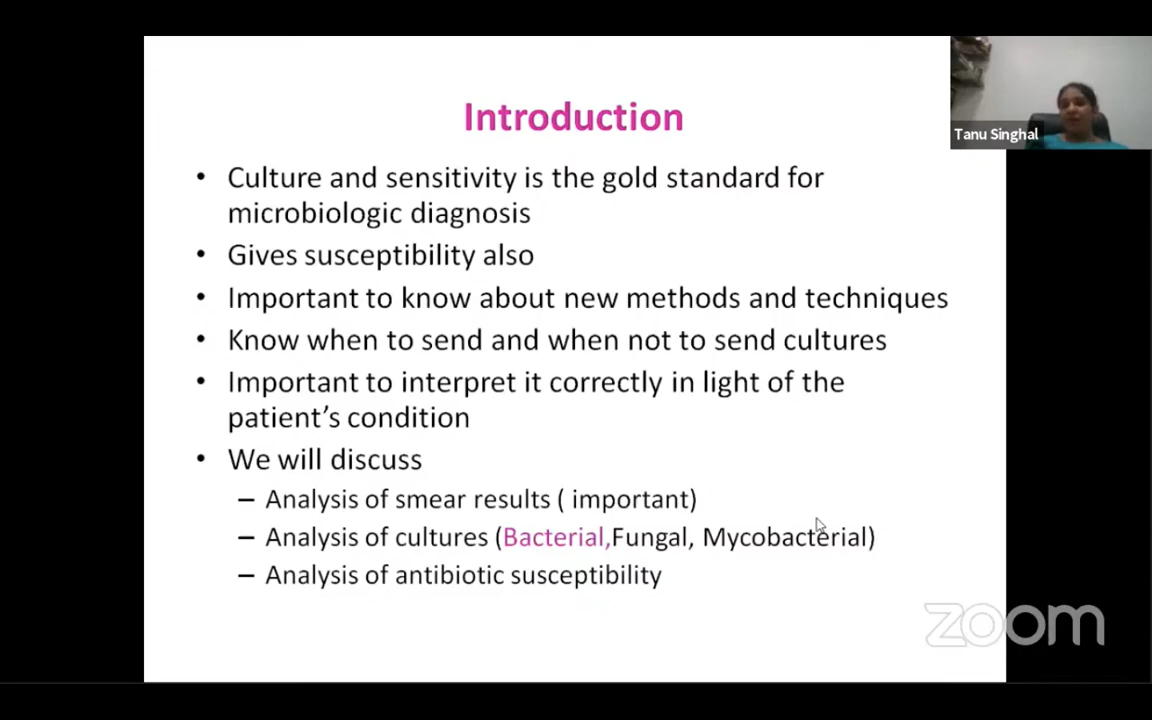 Introduction
Tanu Singhal
• Culture and sensitivity is the gold standard for
microbiologic diagnosis
• Gives susceptibility also
• Important to know about new methods and techniques
• Know when to send and when not to send cultures
• Important to interpret it correctly in light of the
patient’s condition
• We will discuss
– Analysis of smear results ( important)
– Analysis of cultures (Bacterial,Fungal, Mycobacterial)
– Analysis of antibiotic susceptibility
zoom